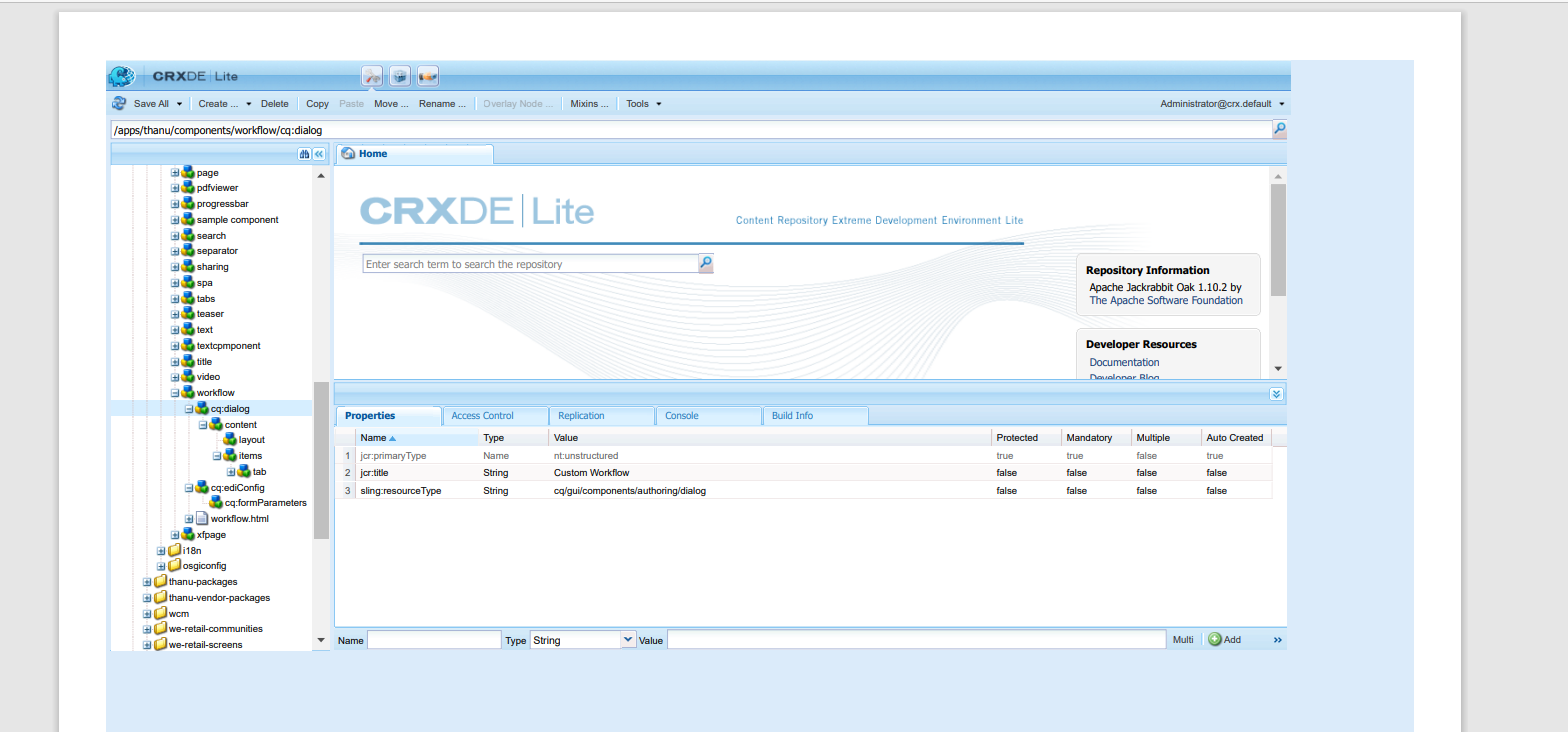 CRXDE | Lite
Save All Create ... Delete Copy Paste Move ... Rename ... Overlay Node ... Mixins ... Tools Administrator@crx.default
/apps/thanu/components/workflow/cq:dialog
Home
page
pdfviewer
progressbar
sample component
search
separator
sharing
spa
tabs
teaser
text
textcpmponent
title
video
workflow
cq:dialog
content
layout
items
tab
cq:ediConfig
cq:formParameters
workflow.html
xfpage
i18n
osgiconfig
thanu-packages
thanu-vendor-packages
wcm
we-retail-communities
we-retail-screens
CRXDE | Lite
Content Repository Extreme Development Environment Lite
Enter search term to search the repository
Repository Information
Apache Jackrabbit Oak 1.10.2 by
The Apache Software Foundation
Developer Resources
Documentation
Developer Blog
Properties Access Control Replication Console Build Info
Name Type Value Protected Mandatory Multiple Auto Created
1 jcr:primaryType Name nt:unstructured true true false true
2 jcr:title String Custom Workflow false false false false
3 sling:resourceType String cq/gui/components/authoring/dialog false false false false
Name Type String Value Multi Add